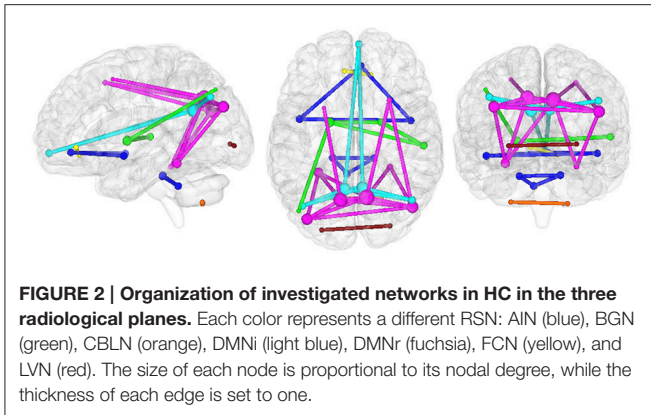 FIGURE 2 | Organization of investigated networks in HC in the three
radiological planes. Each color represents a different RSN: AIN (blue), BGN
(green), CBLN (orange), DMNi (light blue), DMNr (fuchsia), FCN (yellow), and
LVN (red). The size of each node is proportional to its nodal degree, while the
thickness of each edge is set to one.